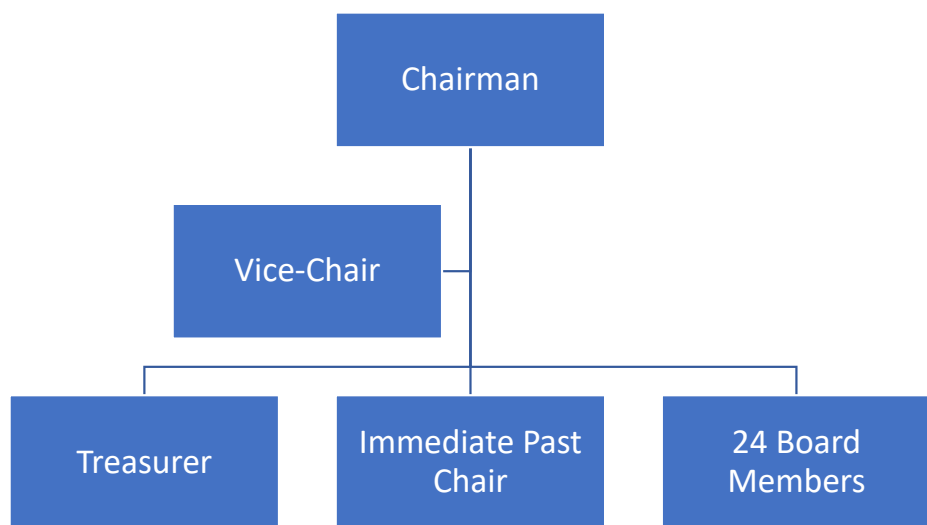 Chairman
Vice-Chair
Treasurer
Immediate Past
Chair
24 Board
Members